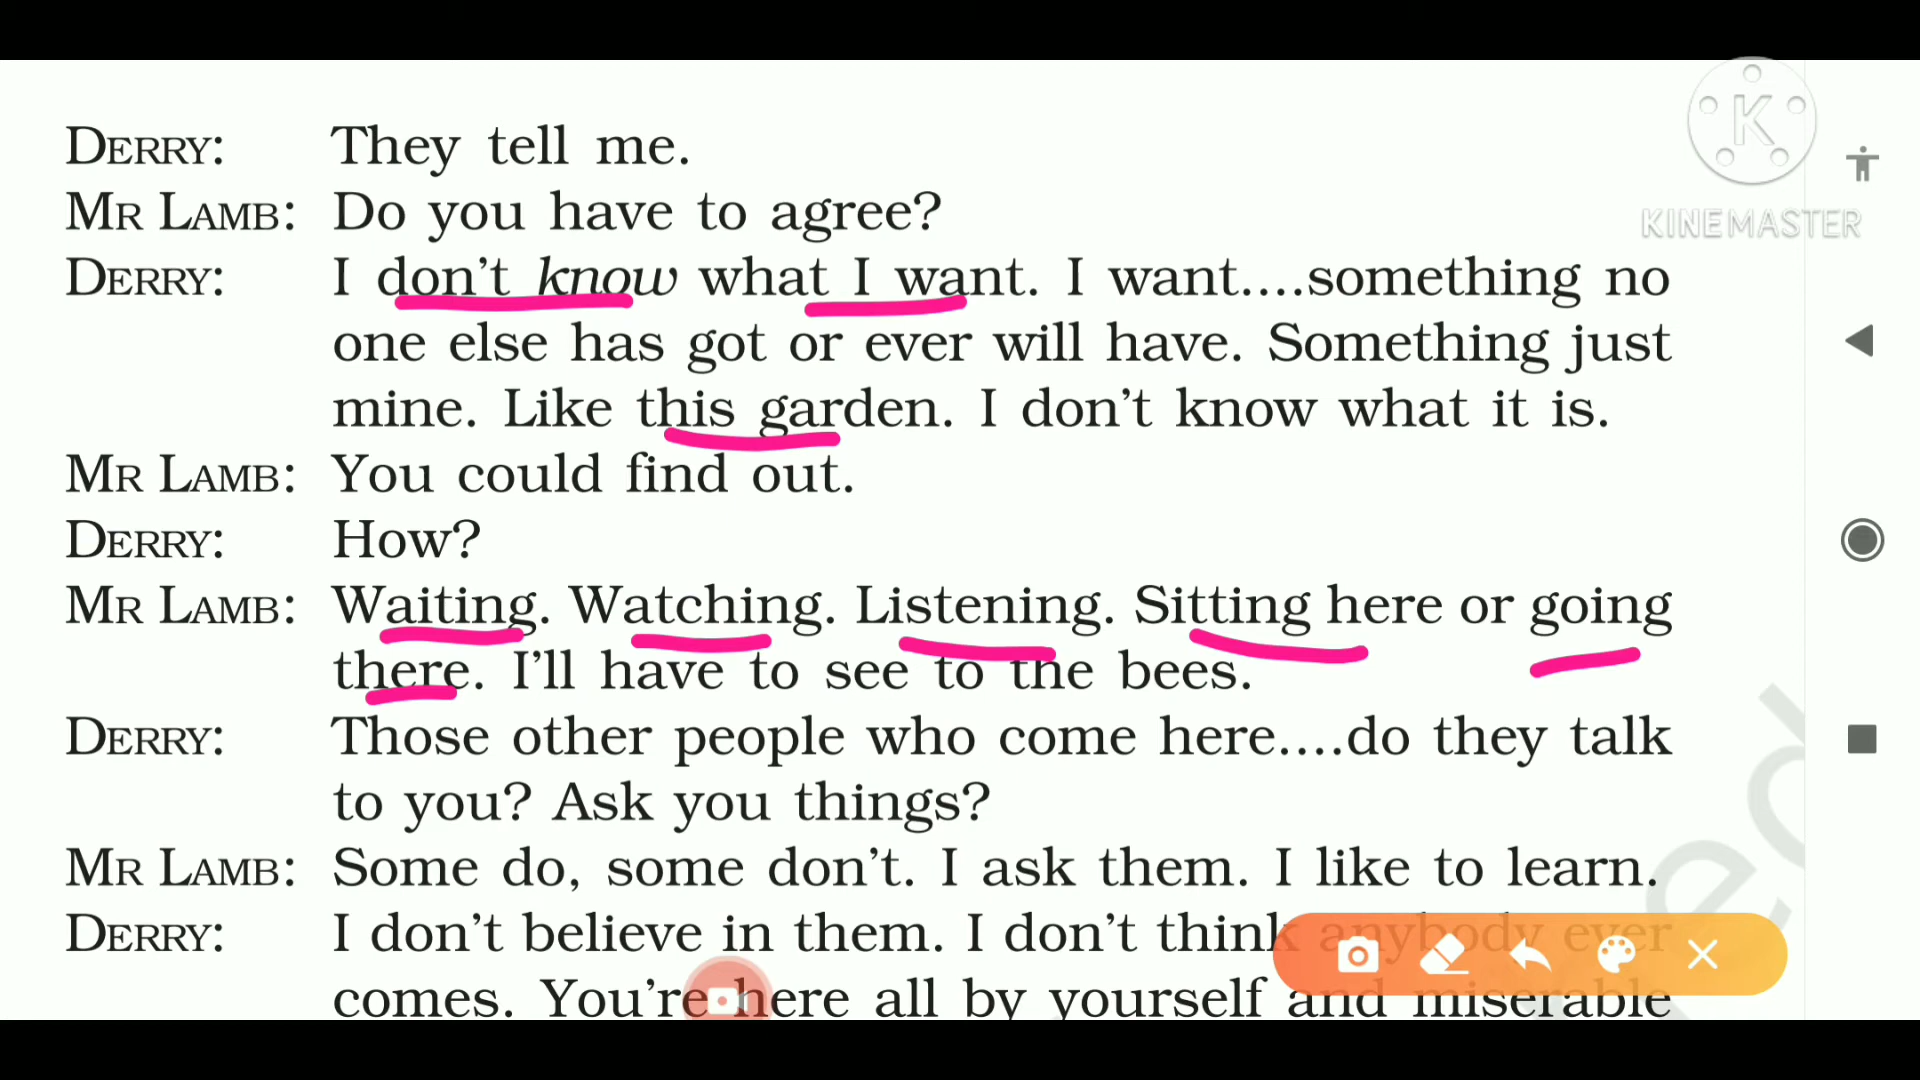 DERRY: They tell me.
MR LAMB: Do you have to agree?
DERRY: I don't know what I want. I want....something no
one else has got or ever will have. Something just
mine. Like this garden. I don't know what it is.
MR LAMB: You could find out.
DERRY: How?
MR LAMB: Waiting. Watching. Listening. Sitting here or going
there. I'll have to see to the bees.
DERRY: Those other people who come here....do they talk
to you? Ask you things?
MR LAMB: Some do, some don't. I ask them. I like to learn.
DERRY: I don't believe in them. I don't think anybody ever
comes. You're here all by yourself and miserable
K
KINEMASTER
ed